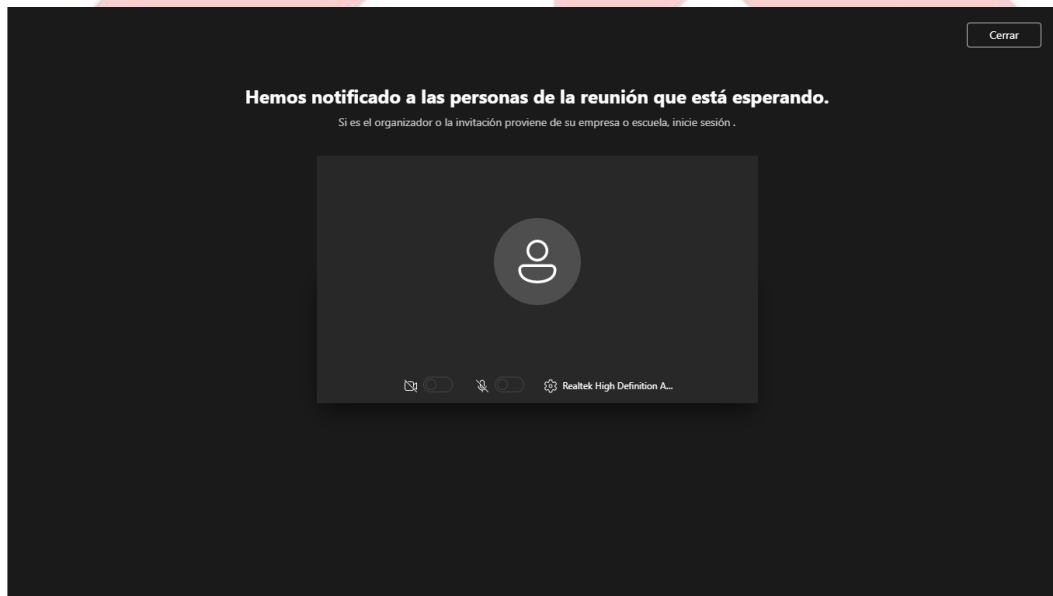 Cerrar
Hemos notificado a las personas de la reunión que está esperando.
Si es el organizador o la invitación proviene de su empresa o escuela, inicie sesión .
Realtek High Definition A...